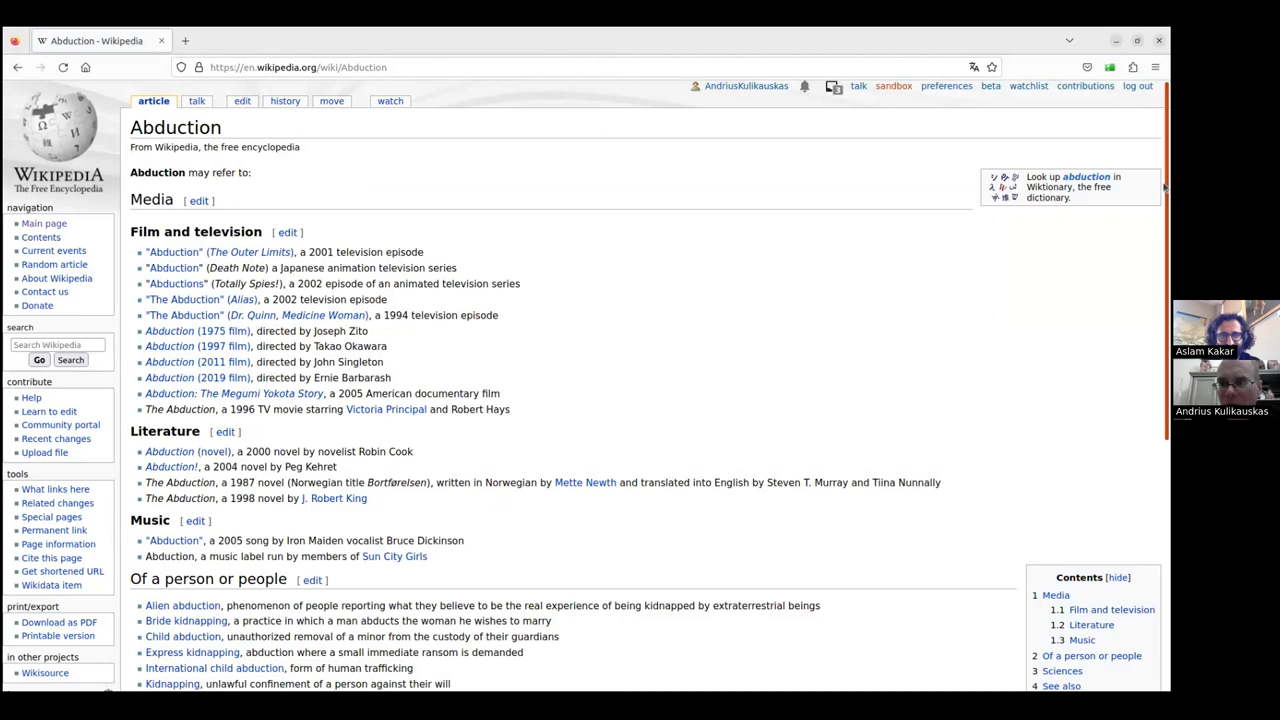 Abduction - Wikipedia
https://en.wikipedia.org/wiki/Abduction
AndriusKulikauskas 3 talk sandbox preferences beta watchlist contributions log out
article talk edit history move watch
WIKIPEDIA
The Free Encyclopedia
navigation
Main page
Contents
Current events
Random article
About Wikipedia
Contact us
Donate
search
Search Wikipedia
Go Search
contribute
Help
Learn to edit
Community portal
Recent changes
Upload file
tools
What links here
Related changes
Special pages
Permanent link
Page information
Cite this page
Get shortened URL
Wikidata item
print/export
Download as PDF
Printable version
in other projects
Wikisource
Abduction
From Wikipedia, the free encyclopedia
Abduction may refer to:
Look up abduction in
Wiktionary, the free
dictionary.
Media [ edit ]
Film and television [ edit ]
"Abduction" (The Outer Limits), a 2001 television episode
"Abduction" (Death Note) a Japanese animation television series
"Abductions" (Totally Spies!), a 2002 episode of an animated television series
"The Abduction" (Alias), a 2002 television episode
"The Abduction" (Dr. Quinn, Medicine Woman), a 1994 television episode
Abduction (1975 film), directed by Joseph Zito
Abduction (1997 film), directed by Takao Okawara
Abduction (2011 film), directed by John Singleton
Abduction (2019 film), directed by Ernie Barbarash
Abduction: The Megumi Yokota Story, a 2005 American documentary film
The Abduction, a 1996 TV movie starring Victoria Principal and Robert Hays
Literature [ edit ]
Abduction (novel), a 2000 novel by novelist Robin Cook
Abduction!, a 2004 novel by Peg Kehret
The Abduction, a 1987 novel (Norwegian title Bortførelsen), written in Norwegian by Mette Newth and translated into English by Steven T. Murray and Tiina Nunnally
The Abduction, a 1998 novel by J. Robert King
Music [ edit ]
"Abduction", a 2005 song by Iron Maiden vocalist Bruce Dickinson
Abduction, a music label run by members of Sun City Girls
Of a person or people [ edit ]
Alien abduction, phenomenon of people reporting what they believe to be the real experience of being kidnapped by extraterrestrial beings
Bride kidnapping, a practice in which a man abducts the woman he wishes to marry
Child abduction, unauthorized removal of a minor from the custody of their guardians
Express kidnapping, abduction where a small immediate ransom is demanded
International child abduction, form of human trafficking
Kidnapping, unlawful confinement of a person against their will
Contents [hide]
1 Media
1.1 Film and television
1.2 Literature
1.3 Music
2 Of a person or people
3 Sciences
4 See also
Aslam Kakar
Andrius Kulikauskas